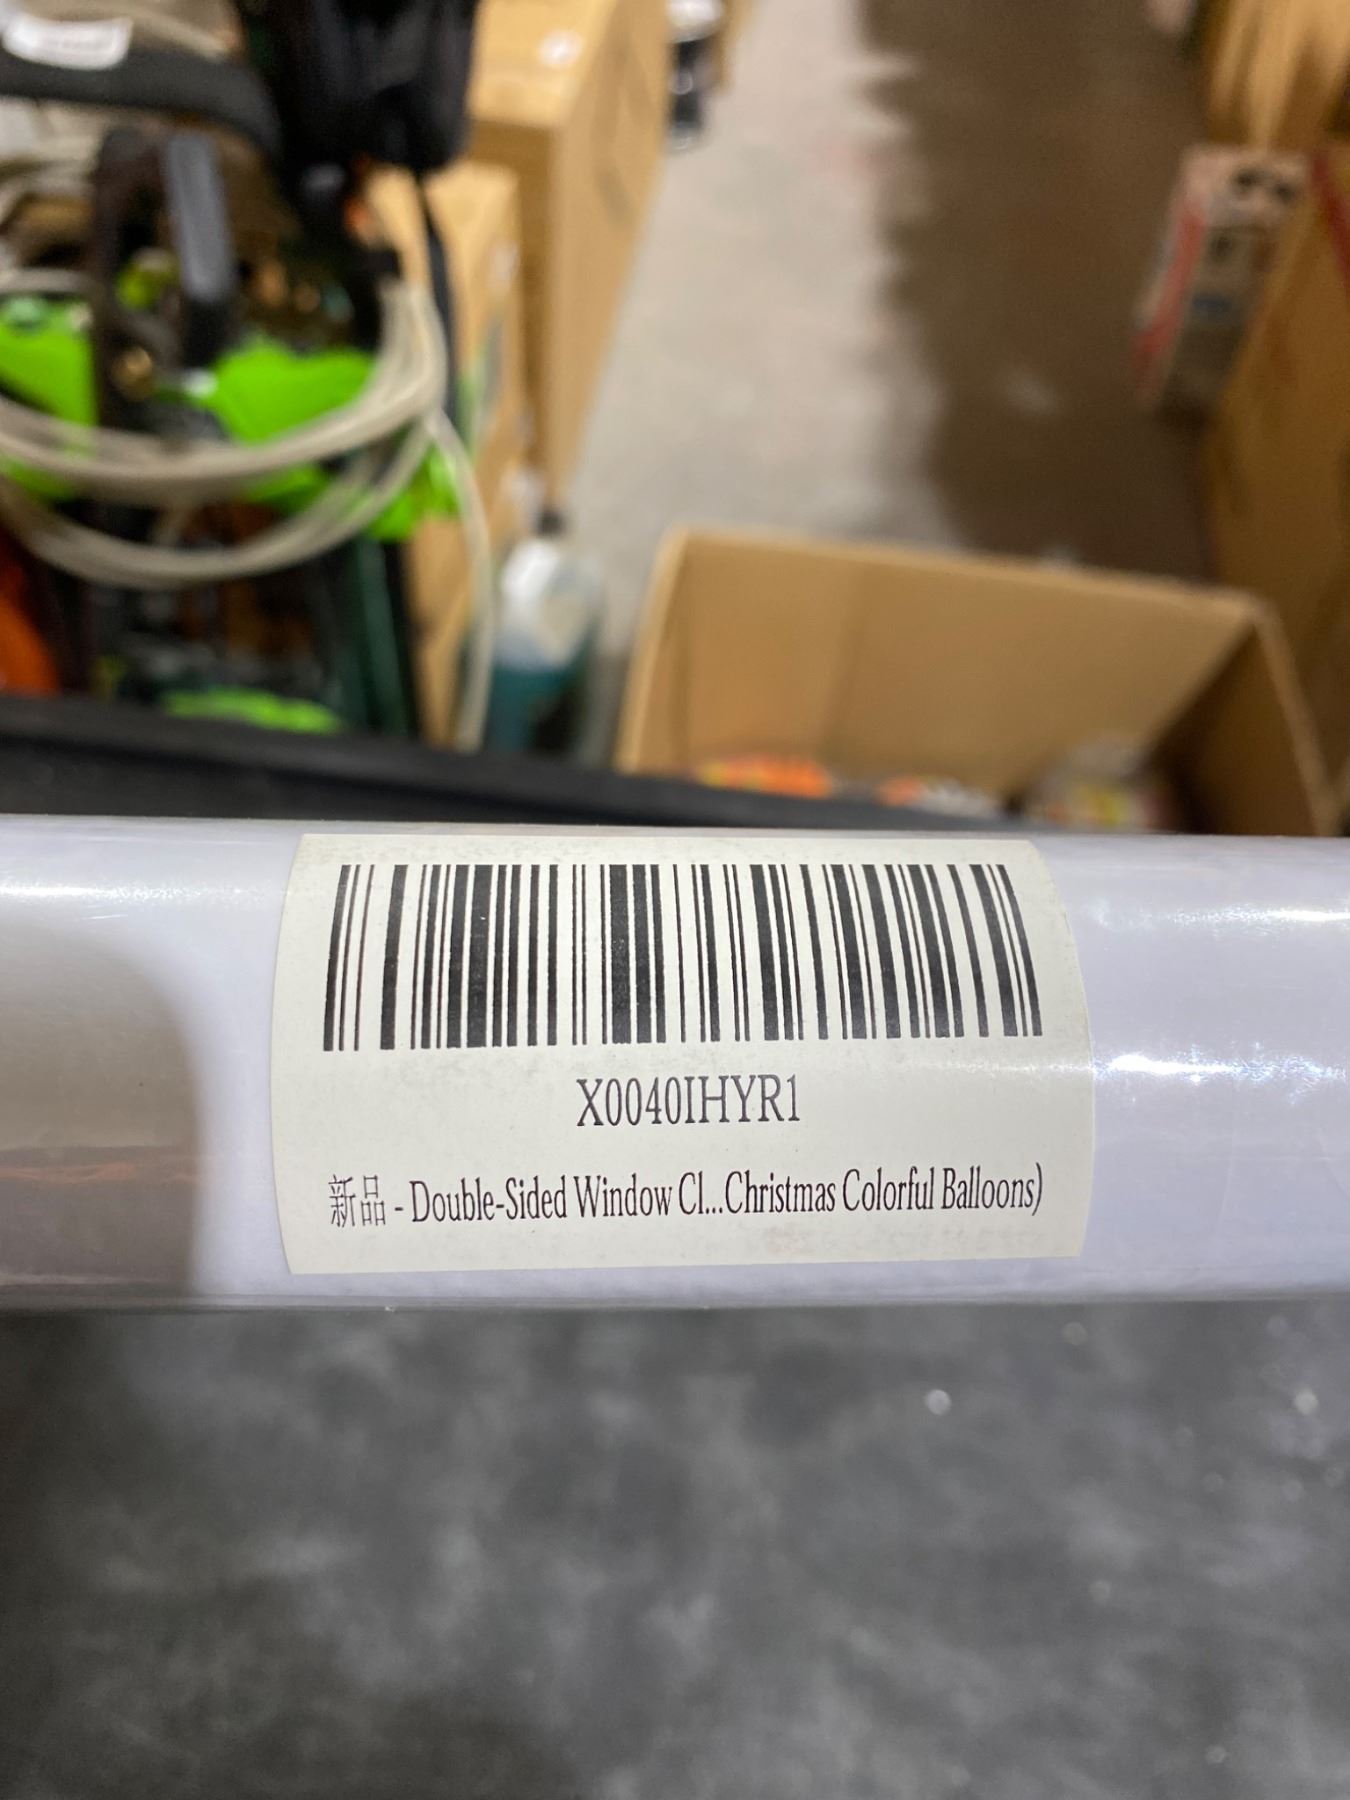 X0040IHYR1
新品 - Double-Sided Window Cl...Christmas Colorful Balloons)